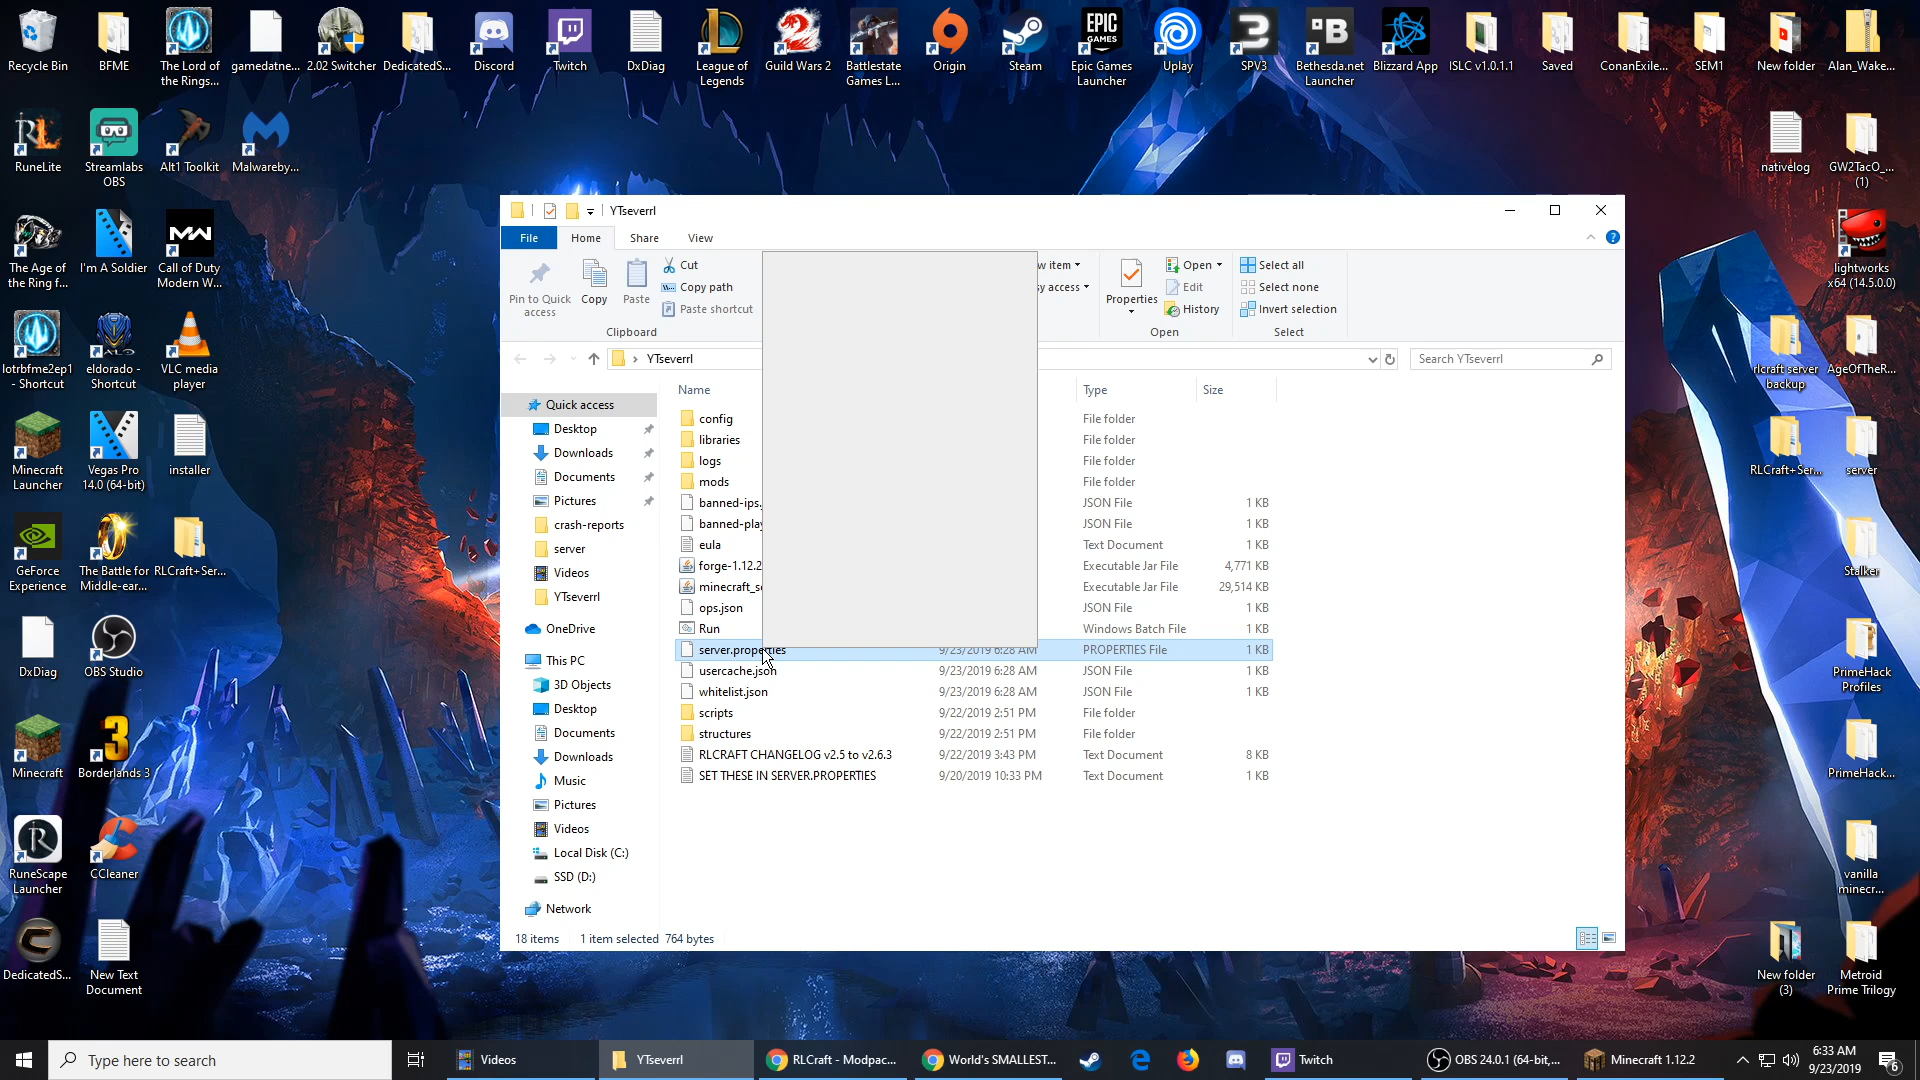 Recycle Bin
BFME
The Lord of
the Rings...
gamedatne...
2.02 Switcher
DedicatedS...
Discord
Twitch
DxDiag
League of
Legends
Guild Wars 2
Battlestate
Games L...
Origin
Steam
Epic Games
Launcher
Uplay
SPV3
Bethesda.net
Launcher
Blizzard App
ISLC v1.0.1.1
Saved
ConanExile...
SEM1
New folder
Alan_Wake...
RuneLite
Streamlabs
OBS
Alt1 Toolkit
Malwareby...
nativelog
GW2TacO_...
(1)
The Age of
the Ring f...
I'm A Soldier
Call of Duty
Modern W...
lightworks
x64 (14.5.0.0)
lotrbfme2ep1
- Shortcut
eldorado -
Shortcut
VLC media
player
rlcraft server
backup
AgeOfTheR...
Minecraft
Launcher
Vegas Pro
14.0 (64-bit)
installer
RLCraft+Ser...
server
GeForce
Experience
The Battle for
Middle-ear...
RLCraft+Ser...
Stalker
DxDiag
OBS Studio
PrimeHack
Profiles
Minecraft
Borderlands 3
PrimeHack...
RuneScape
Launcher
CCleaner
vanilla
minecr...
DedicatedS...
New Text
Document
New folder
(3)
Metroid
Prime Trilogy
YTseverrl
File
Home
Share
View
Pin to Quick
access
Copy
Paste
Cut
Copy path
Paste shortcut
Clipboard
w item
sy access
Properties
Open
Edit
History
Open
Select all
Select none
Invert selection
Select
YTseverrl
Search YTseverrl
Quick access
Desktop
Downloads
Documents
Pictures
crash-reports
server
Videos
YTseverrl
OneDrive
This PC
3D Objects
Desktop
Documents
Downloads
Music
Pictures
Videos
Local Disk (C:)
SSD (D:)
Network
Name Type Size
config File folder
libraries File folder
logs File folder
mods File folder
banned-ips. JSON File 1 KB
banned-play JSON File 1 KB
eula Text Document 1 KB
forge-1.12.2 Executable Jar File 4,771 KB
minecraft_se Executable Jar File 29,514 KB
ops.json JSON File 1 KB
Run Windows Batch File 1 KB
server.properties 9/23/2019 6:28 AM PROPERTIES File 1 KB
usercache.json 9/23/2019 6:28 AM JSON File 1 KB
whitelist.json 9/23/2019 6:28 AM JSON File 1 KB
scripts 9/22/2019 2:51 PM File folder
structures 9/22/2019 2:51 PM File folder
RLCRAFT CHANGELOG v2.5 to v2.6.3 9/22/2019 3:43 PM Text Document 8 KB
SET THESE IN SERVER.PROPERTIES 9/20/2019 10:33 PM Text Document 1 KB
18 items 1 item selected 764 bytes
Type here to search
Videos
YTseverrl
RLCraft - Modpac...
World's SMALLEST...
Twitch
OBS 24.0.1 (64-bit,...
Minecraft 1.12.2
6:33 AM
9/23/2019
6